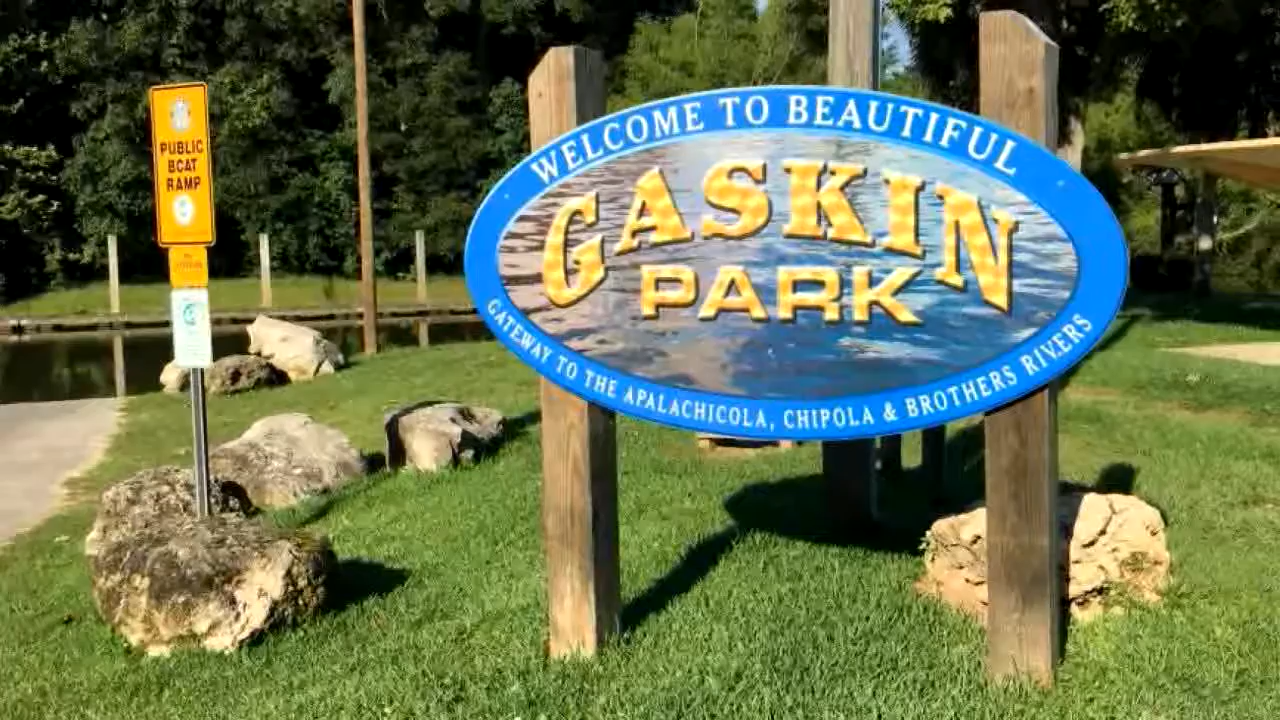 PUBLIC
BOAT
RAMP
WELCOME TO BEAUTIFUL
GASKIN
PARK
GATEWAY TO THE APALACHICOLA, CHIPOLA & BROTHERS RIVERS